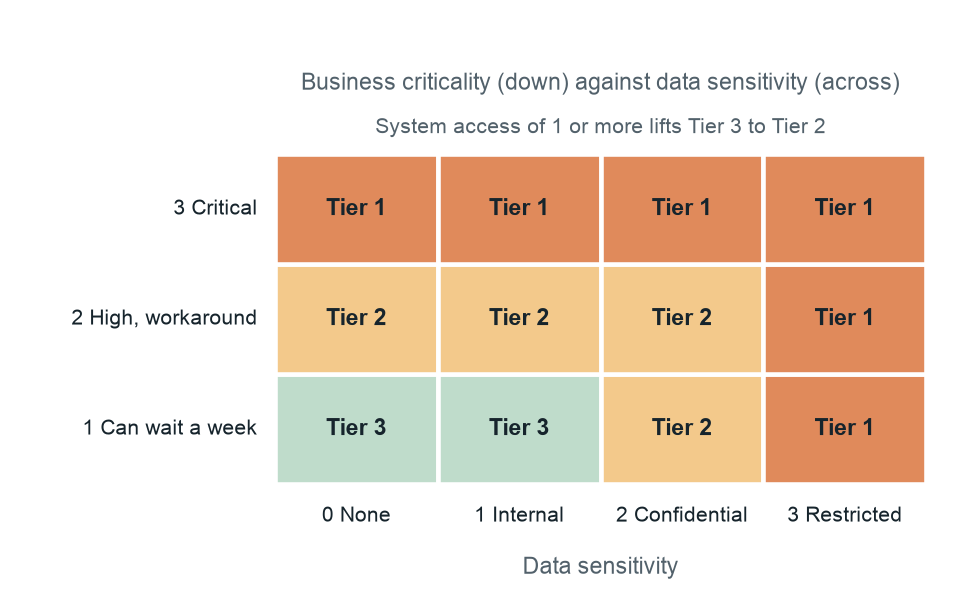 Business criticality (down) against data sensitivity (across)
System access of 1 or more lifts Tier 3 to Tier 2
3 Critical Tier 1 Tier 1 Tier 1 Tier 1
2 High, workaround Tier 2 Tier 2 Tier 2 Tier 1
1 Can wait a week Tier 3 Tier 3 Tier 2 Tier 1
0 None 1 Internal 2 Confidential 3 Restricted
Data sensitivity